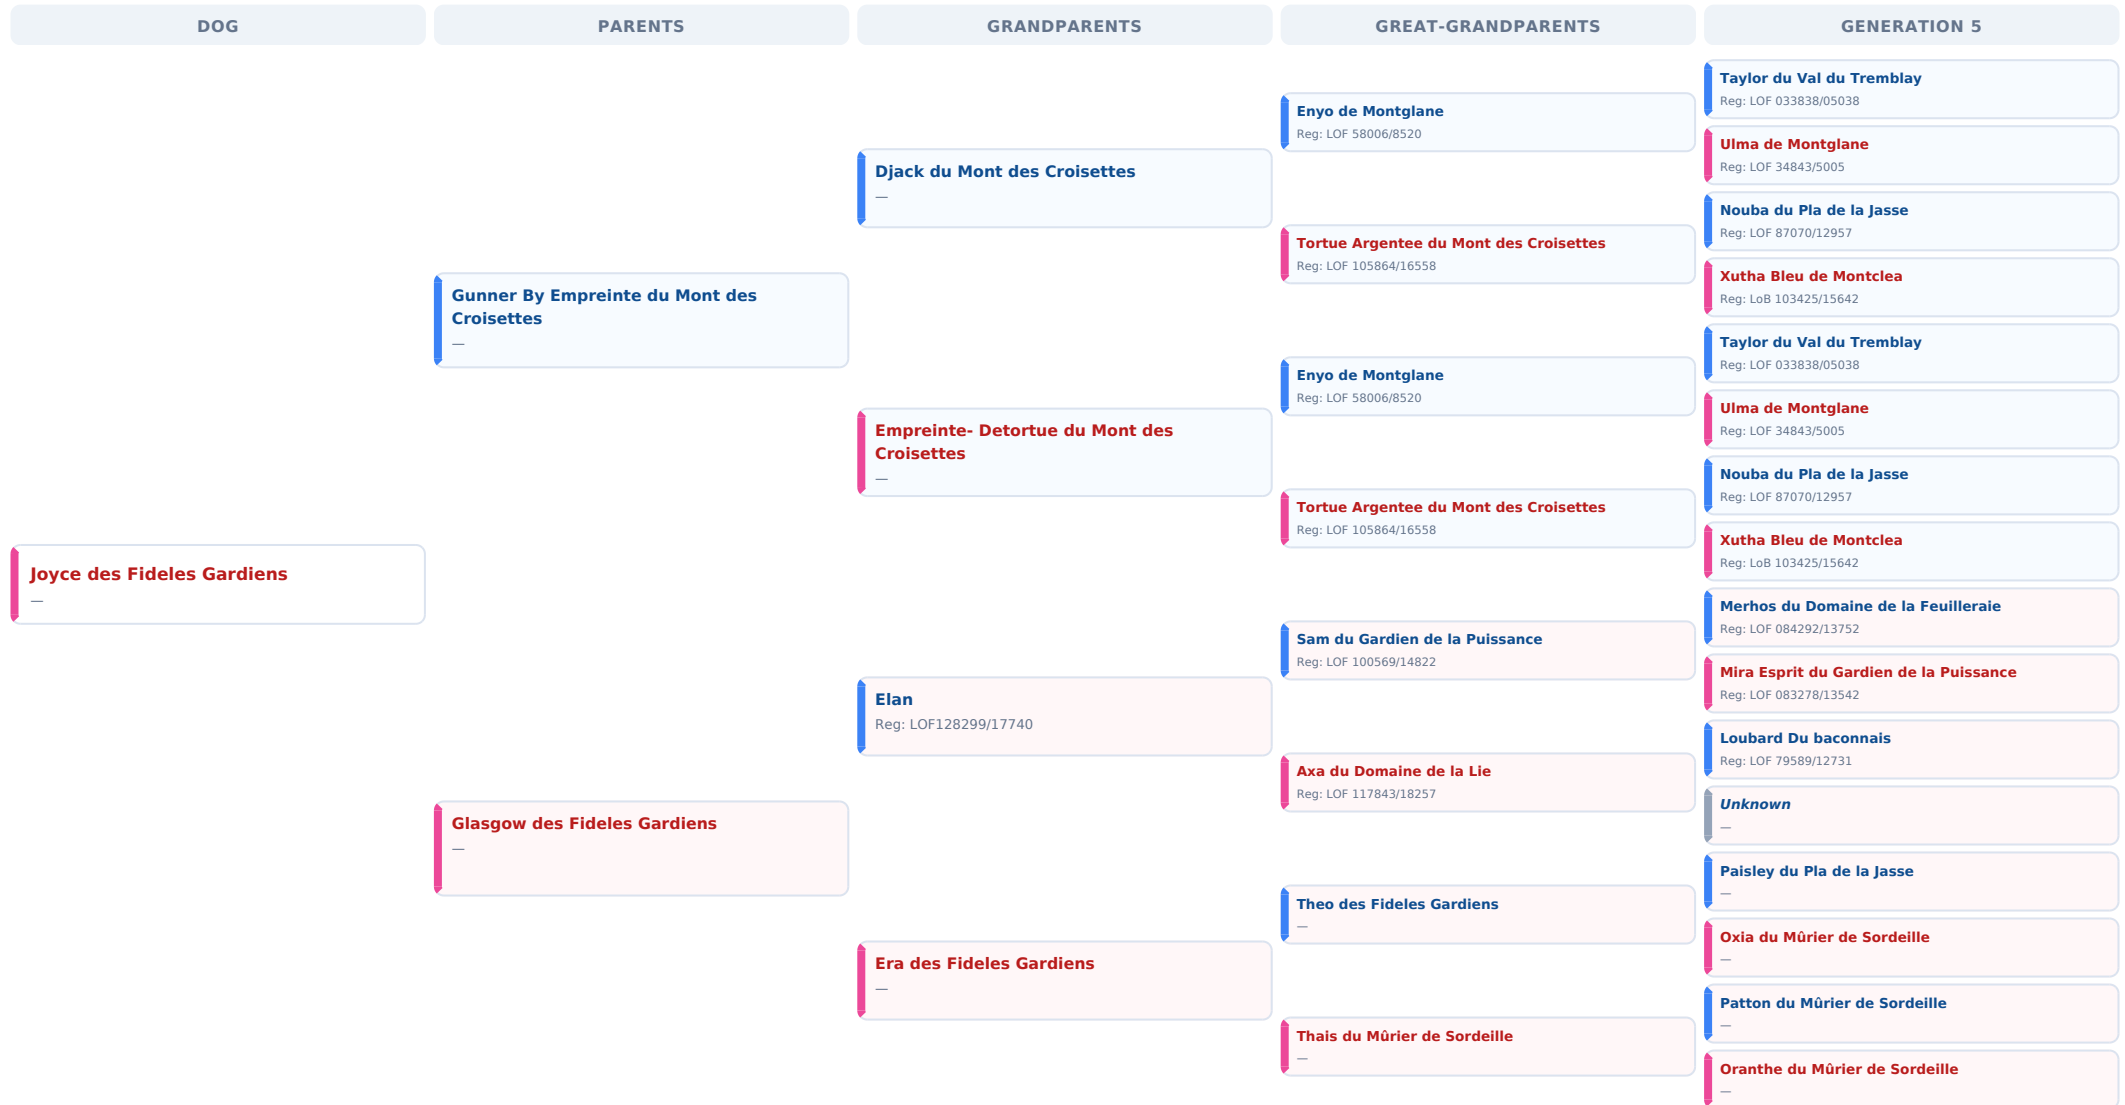 DOG
PARENTS
GRANDPARENTS
GREAT-GRANDPARENTS
GENERATION 5
Joyce des Fideles Gardiens
—
Gunner By Empreinte du Mont des
Croisettes
—
Glasgow des Fideles Gardiens
—
Djack du Mont des Croisettes
—
Empreinte- Detortue du Mont des
Croisettes
—
Elan
Reg: LOF128299/17740
Era des Fideles Gardiens
—
Enyo de Montglane
Reg: LOF 58006/8520
Tortue Argentee du Mont des Croisettes
Reg: LOF 105864/16558
Enyo de Montglane
Reg: LOF 58006/8520
Tortue Argentee du Mont des Croisettes
Reg: LOF 105864/16558
Sam du Gardien de la Puissance
Reg: LOF 100569/14822
Axa du Domaine de la Lie
Reg: LOF 117843/18257
Theo des Fideles Gardiens
—
Thais du Mûrier de Sordeille
—
Taylor du Val du Tremblay
Reg: LOF 033838/05038
Ulma de Montglane
Reg: LOF 34843/5005
Nouba du Pla de la Jasse
Reg: LOF 87070/12957
Xutha Bleu de Montclea
Reg: LoB 103425/15642
Taylor du Val du Tremblay
Reg: LOF 033838/05038
Ulma de Montglane
Reg: LOF 34843/5005
Nouba du Pla de la Jasse
Reg: LOF 87070/12957
Xutha Bleu de Montclea
Reg: LoB 103425/15642
Merhos du Domaine de la Feuilleraie
Reg: LOF 084292/13752
Mira Esprit du Gardien de la Puissance
Reg: LOF 083278/13542
Loubard Du baconnais
Reg: LOF 79589/12731
Unknown
—
Paisley du Pla de la Jasse
—
Oxia du Mûrier de Sordeille
—
Patton du Mûrier de Sordeille
—
Oranthe du Mûrier de Sordeille
—